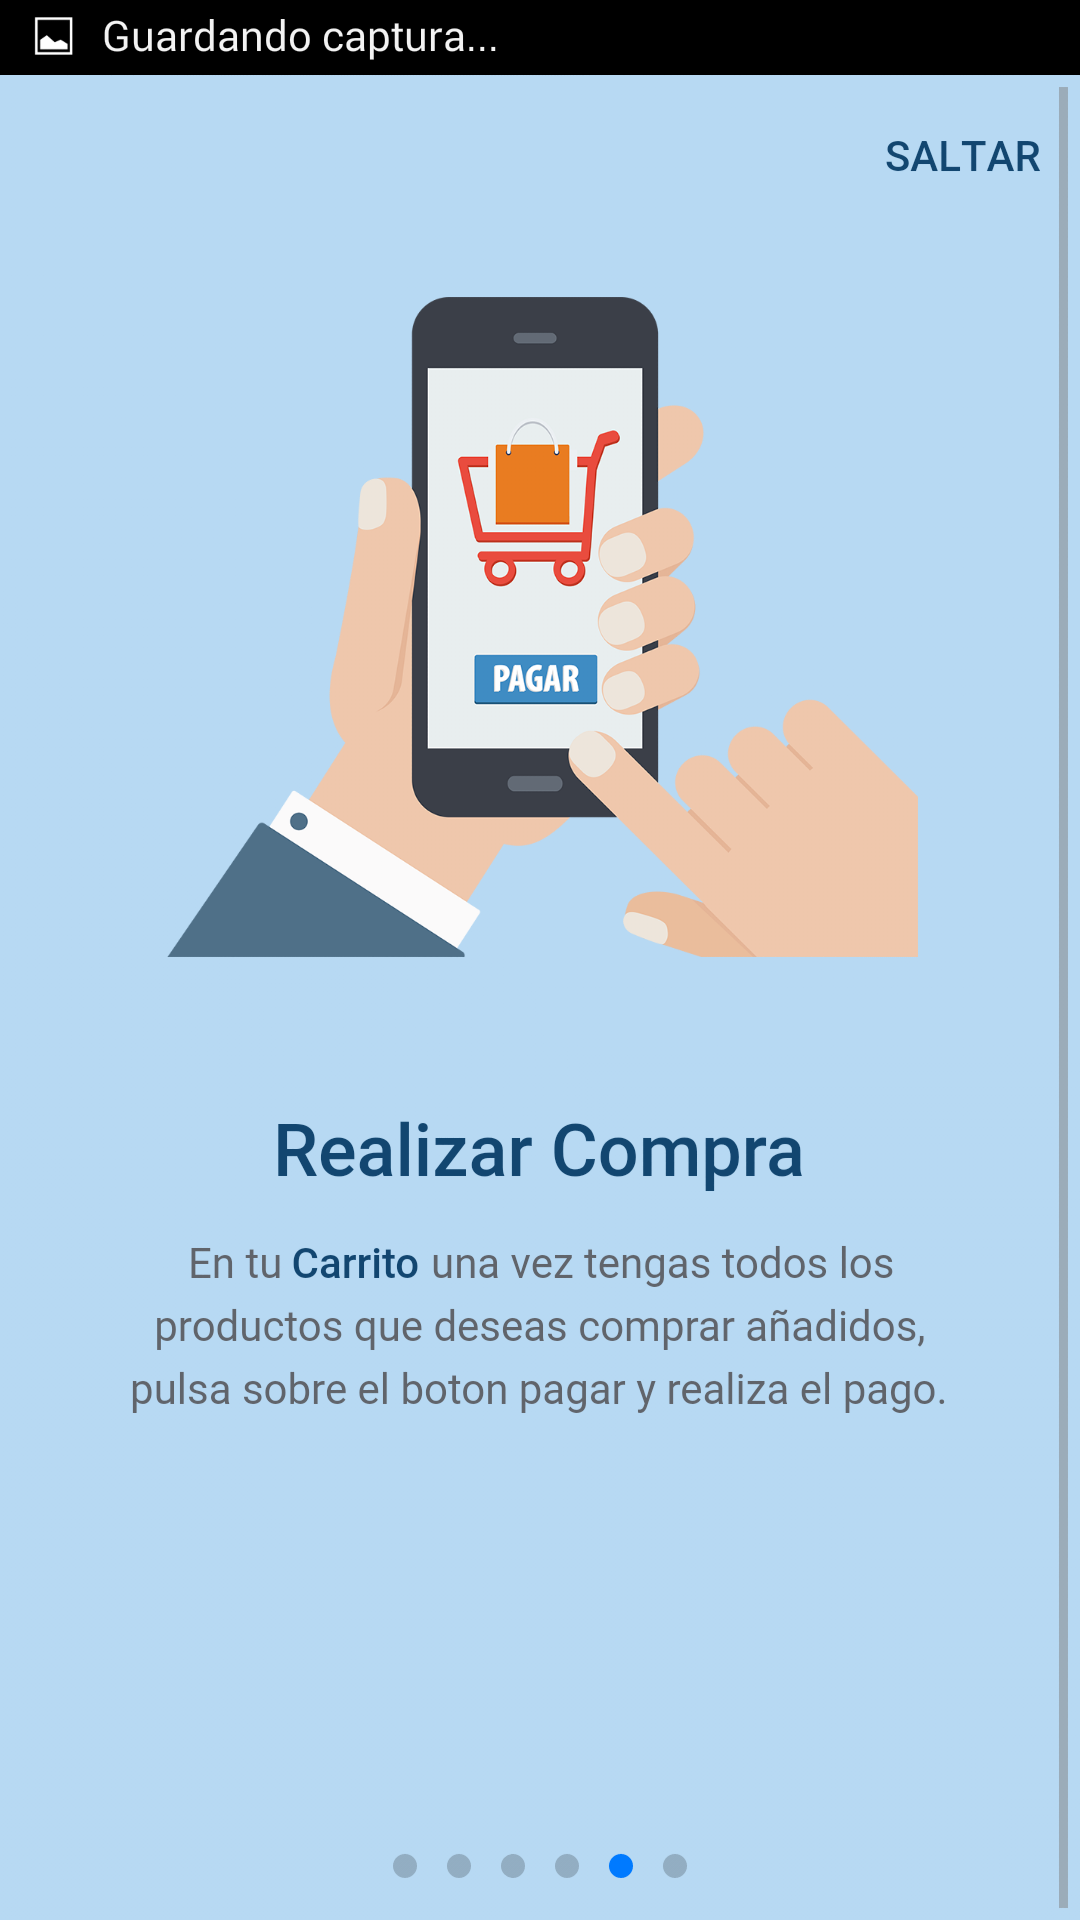 Guardando captura...
SALTAR
PAGAR
Realizar Compra
En tu Carrito una vez tengas todos los
productos que deseas comprar añadidos,
pulsa sobre el boton pagar y realiza el pago.